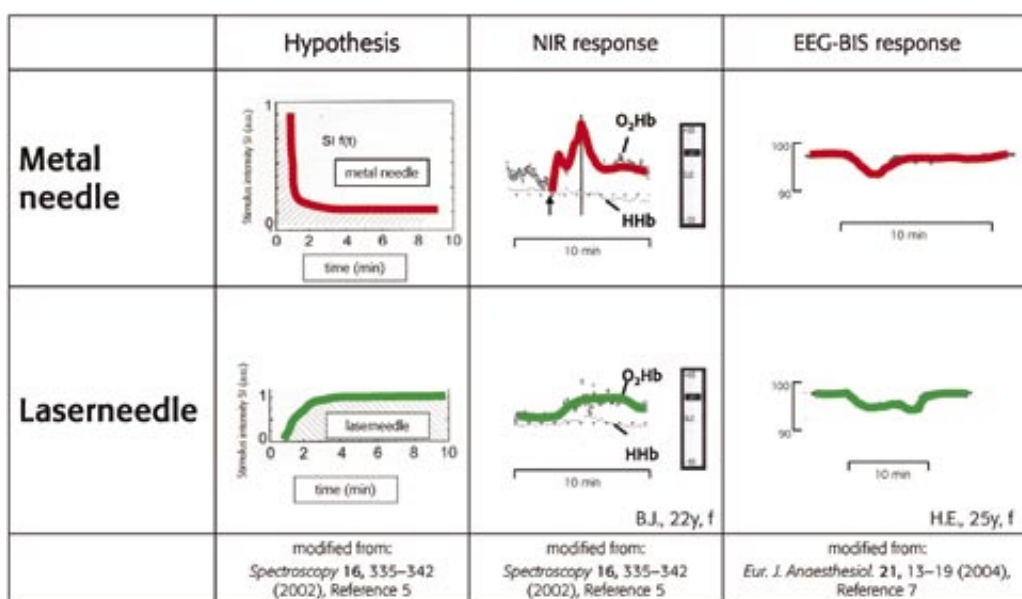 Hypothesis
NIR response
EEG-BIS response
Metal
needle
Stimulus intensity SI (a.u.)
1
0
SI f(t)
metal needle
2 4 6 8 10
time (min)
O₂Hb
HHb
10 min
100
90
10 min
Laserneedle
Stimulus intensity SI (a.u.)
1
0
laserneedle
2 4 6 8 10
time (min)
O₂Hb
HHb
10 min
B.J., 22y, f
100
90
10 min
H.E., 25y, f
modified from:
Spectroscopy 16, 335–342
(2002), Reference 5
modified from:
Spectroscopy 16, 335–342
(2002), Reference 5
modified from:
Eur. J. Anaesthesiol. 21, 13–19 (2004),
Reference 7